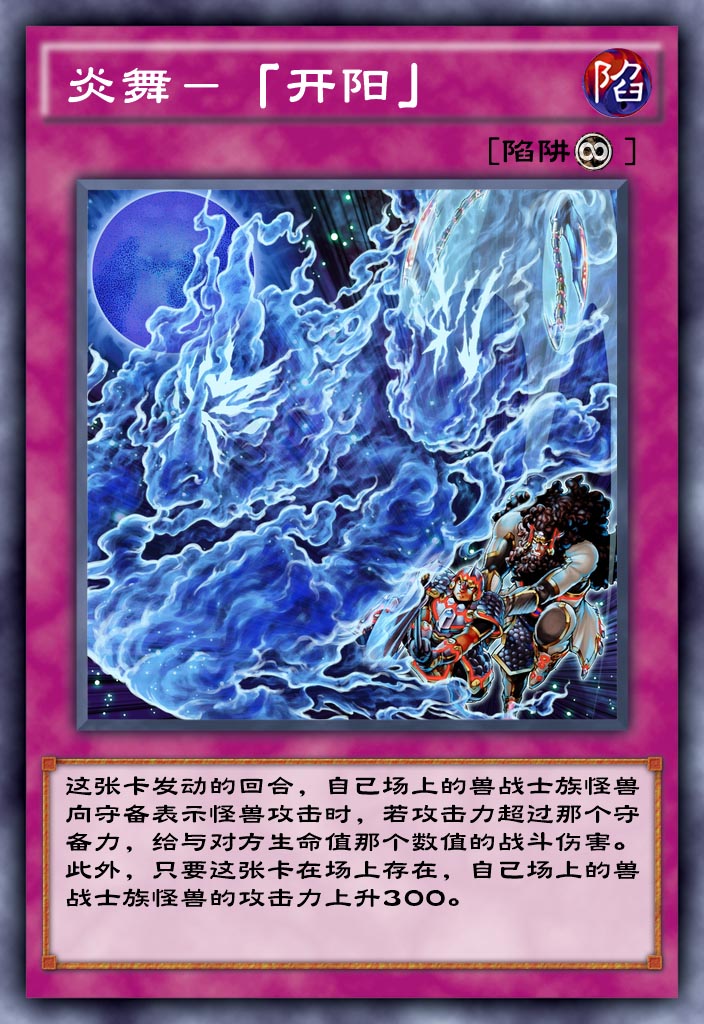 炎舞－「开阳」
陷
[陷阱 ]
这张卡发动的回合，自己场上的兽战士族怪兽
向守备表示怪兽攻击时，若攻击力超过那个守
备力，给与对方生命值那个数值的战斗伤害。
此外，只要这张卡在场上存在，自己场上的兽
战士族怪兽的攻击力上升300。